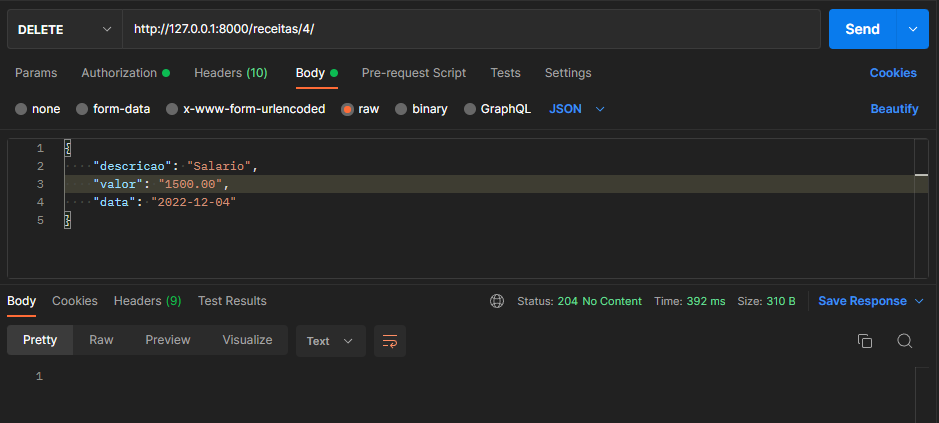 DELETE http://127.0.0.1:8000/receitas/4/ Send
Params Authorization Headers (10) Body Pre-request Script Tests Settings Cookies
none form-data x-www-form-urlencoded raw binary GraphQL JSON Beautify
1 {
2 "descricao": "Salario",
3 "valor": "1500.00",
4 "data": "2022-12-04"
5 }
Body Cookies Headers (9) Test Results Status: 204 No Content Time: 392 ms Size: 310 B Save Response
Pretty Raw Preview Visualize Text
1